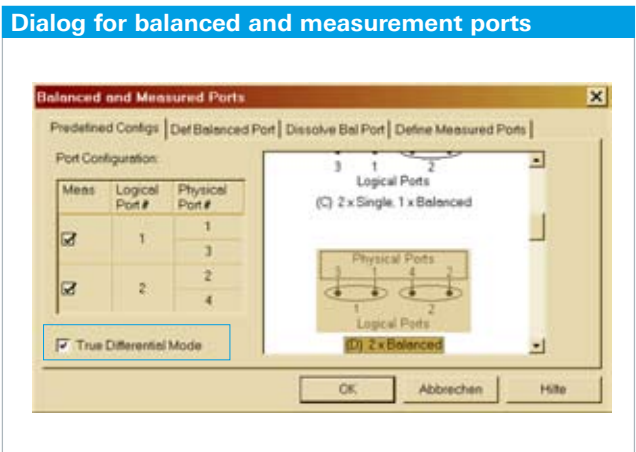 Dialog for balanced and measurement ports
Balanced and Measured Ports
Predefined Configs Def Balanced Port Dissolve Bal Port Define Measured Ports
Port Configuration:
Meas Logical Port # Physical Port #
1 1
3
2 2
4
True Differential Mode
3 1 2
Logical Ports
(C) 2 x Single, 1 x Balanced
Physical Ports
3 1 4 2
1 2
Logical Ports
(D) 2 x Balanced
OK Abbrechen Hilfe